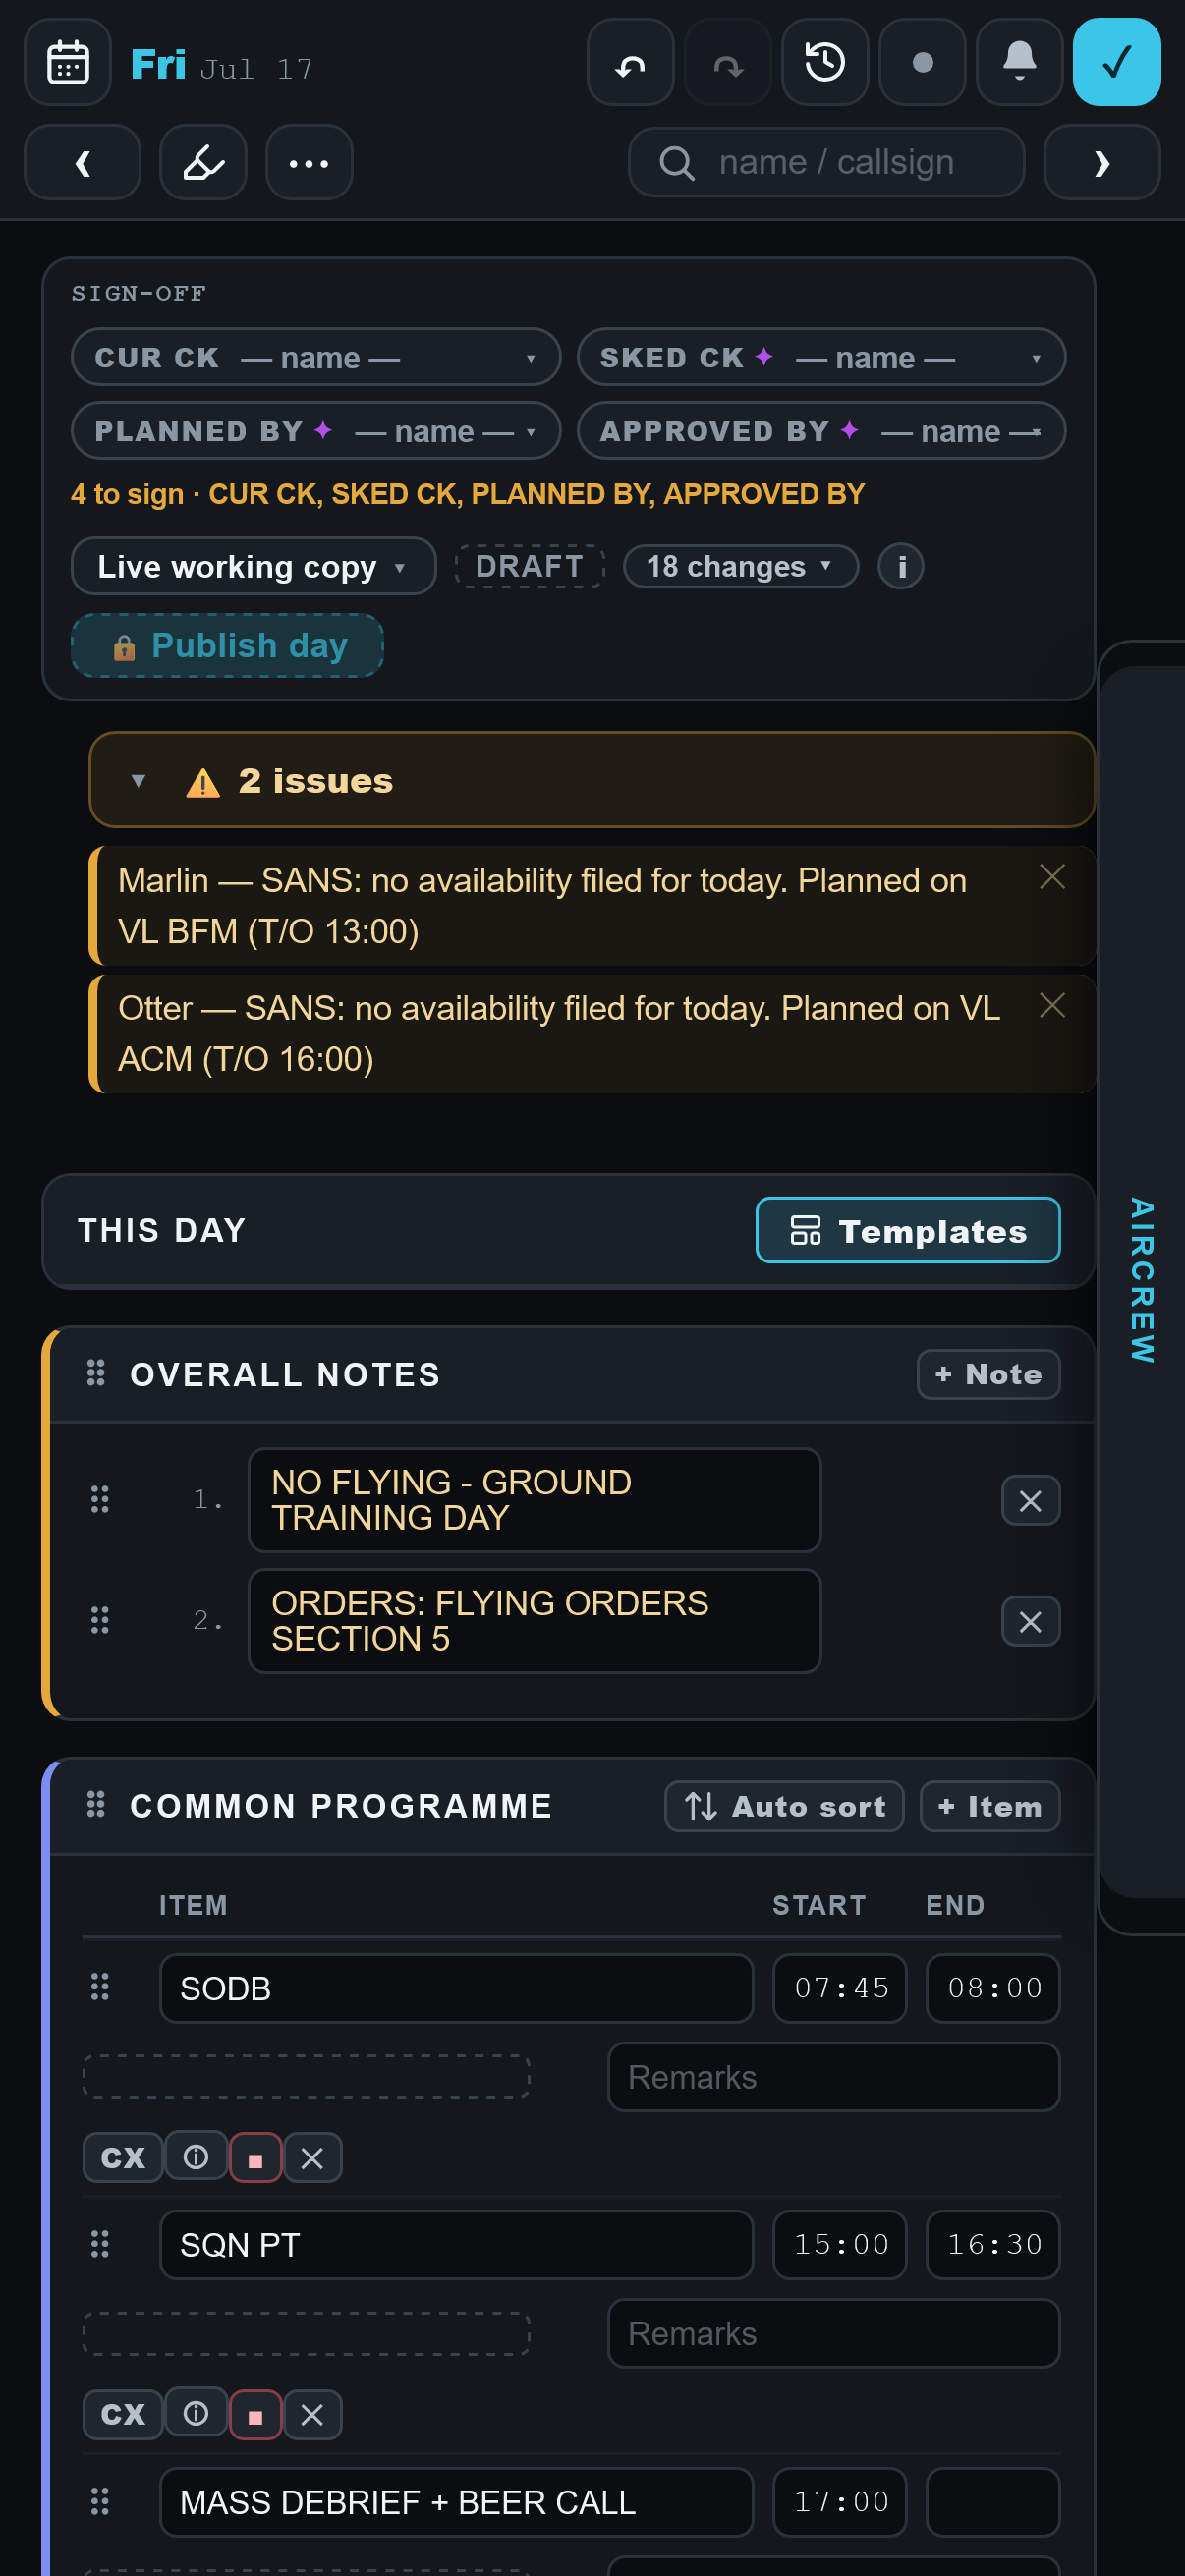 Fri Jul 17
name / callsign
SIGN-OFF
CUR CK — name —
SKED CK ✦ — name —
PLANNED BY ✦ — name —
APPROVED BY ✦ — name —
4 to sign · CUR CK, SKED CK, PLANNED BY, APPROVED BY
Live working copy
DRAFT
18 changes
i
Publish day
2 issues
Marlin — SANS: no availability filed for today. Planned on
VL BFM (T/O 13:00)
Otter — SANS: no availability filed for today. Planned on VL
ACM (T/O 16:00)
AIRCREW
THIS DAY
Templates
OVERALL NOTES
+ Note
1. NO FLYING - GROUND
TRAINING DAY
2. ORDERS: FLYING ORDERS
SECTION 5
COMMON PROGRAMME
Auto sort
+ Item
ITEM START END
SODB 07:45 08:00
Remarks
CX
SQN PT 15:00 16:30
Remarks
CX
MASS DEBRIEF + BEER CALL 17:00